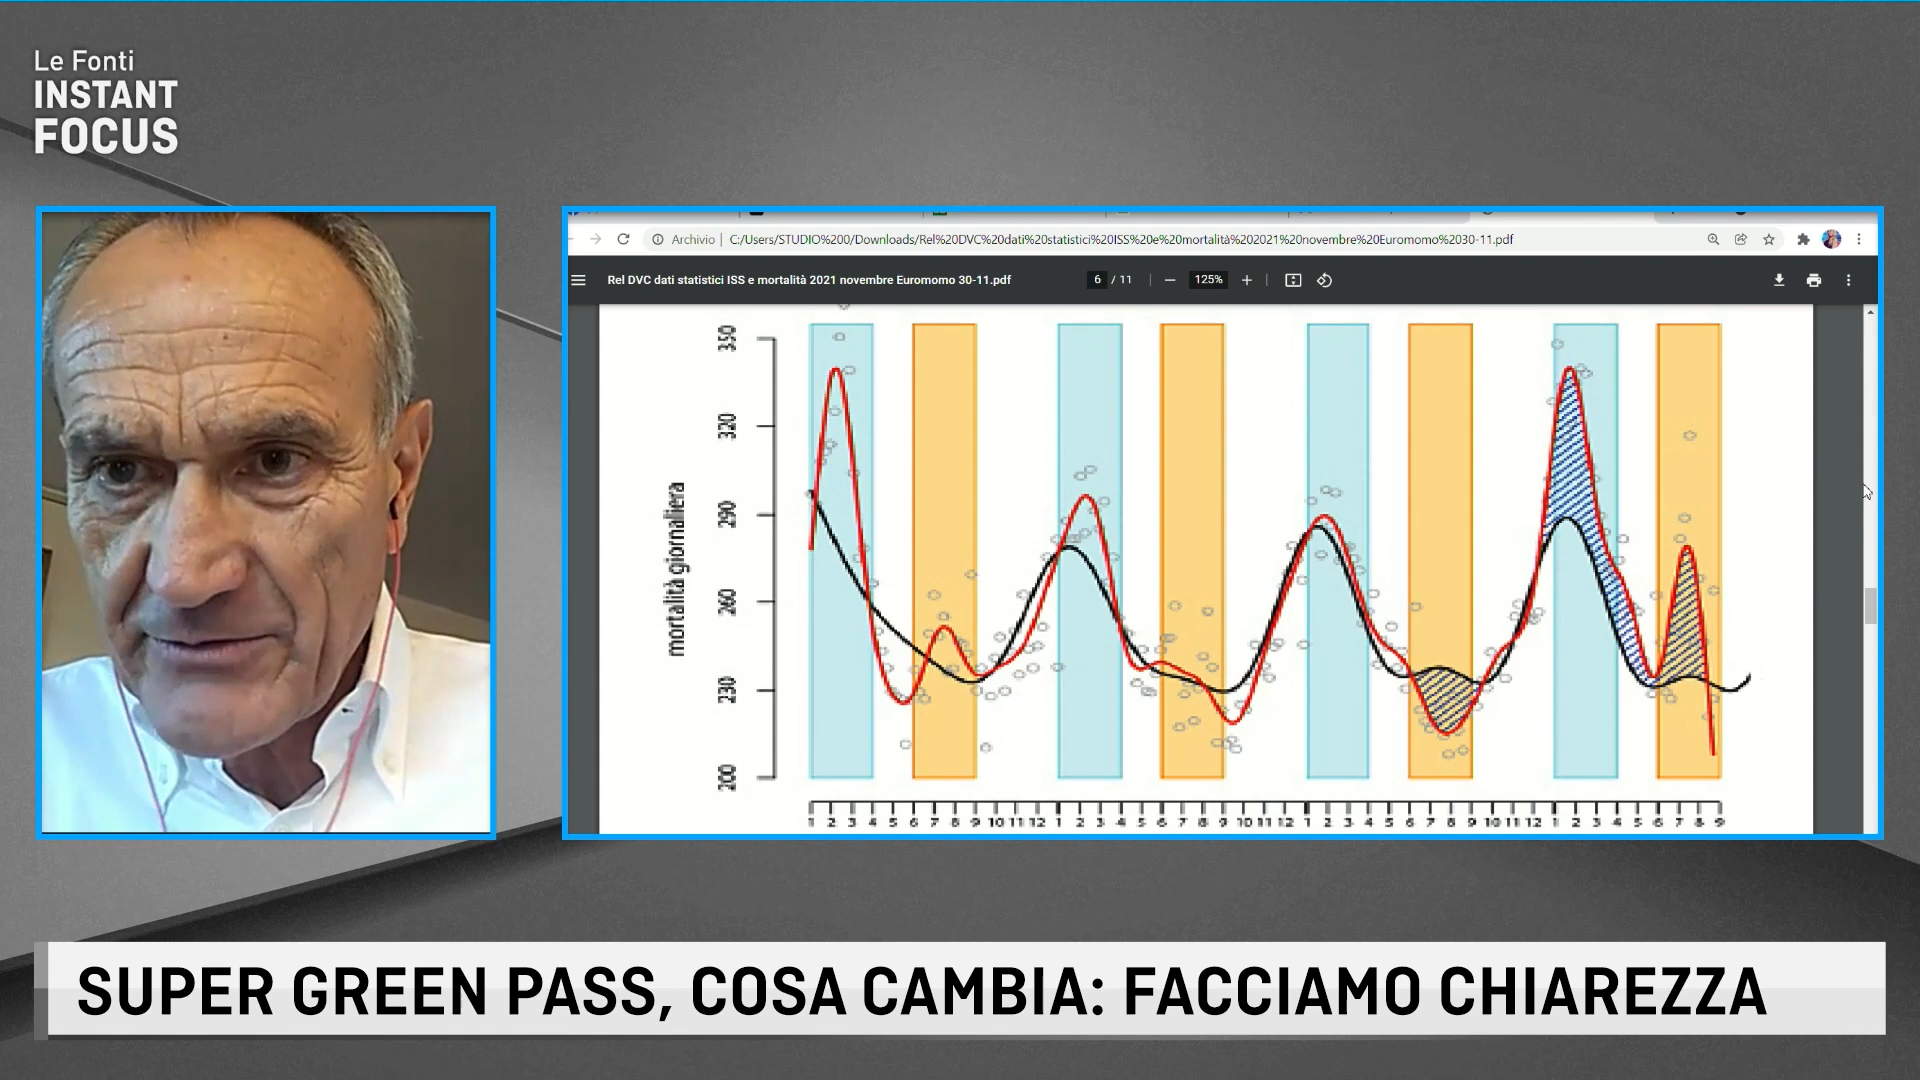 Le Fonti
INSTANT
FOCUS
Archivio | C:/Users/STUDIO%200/Downloads/Rel%20DVC%20dati%20statistici%20ISS%20e%20mortalità%202021%20novembre%20Euromomo%2030-11.pdf
Rel DVC dati statistici ISS e mortalità 2021 novembre Euromomo 30-11.pdf
6 / 11
125%
mortalità giornaliera
350
320
290
260
230
200
1 2 3 4 5 6 7 8 9 10 11 12 1 2 3 4 5 6 7 8 9 10 11 12 1 2 3 4 5 6 7 8 9 10 11 12 1 2 3 4 5 6 7 8 9
SUPER GREEN PASS, COSA CAMBIA: FACCIAMO CHIAREZZA